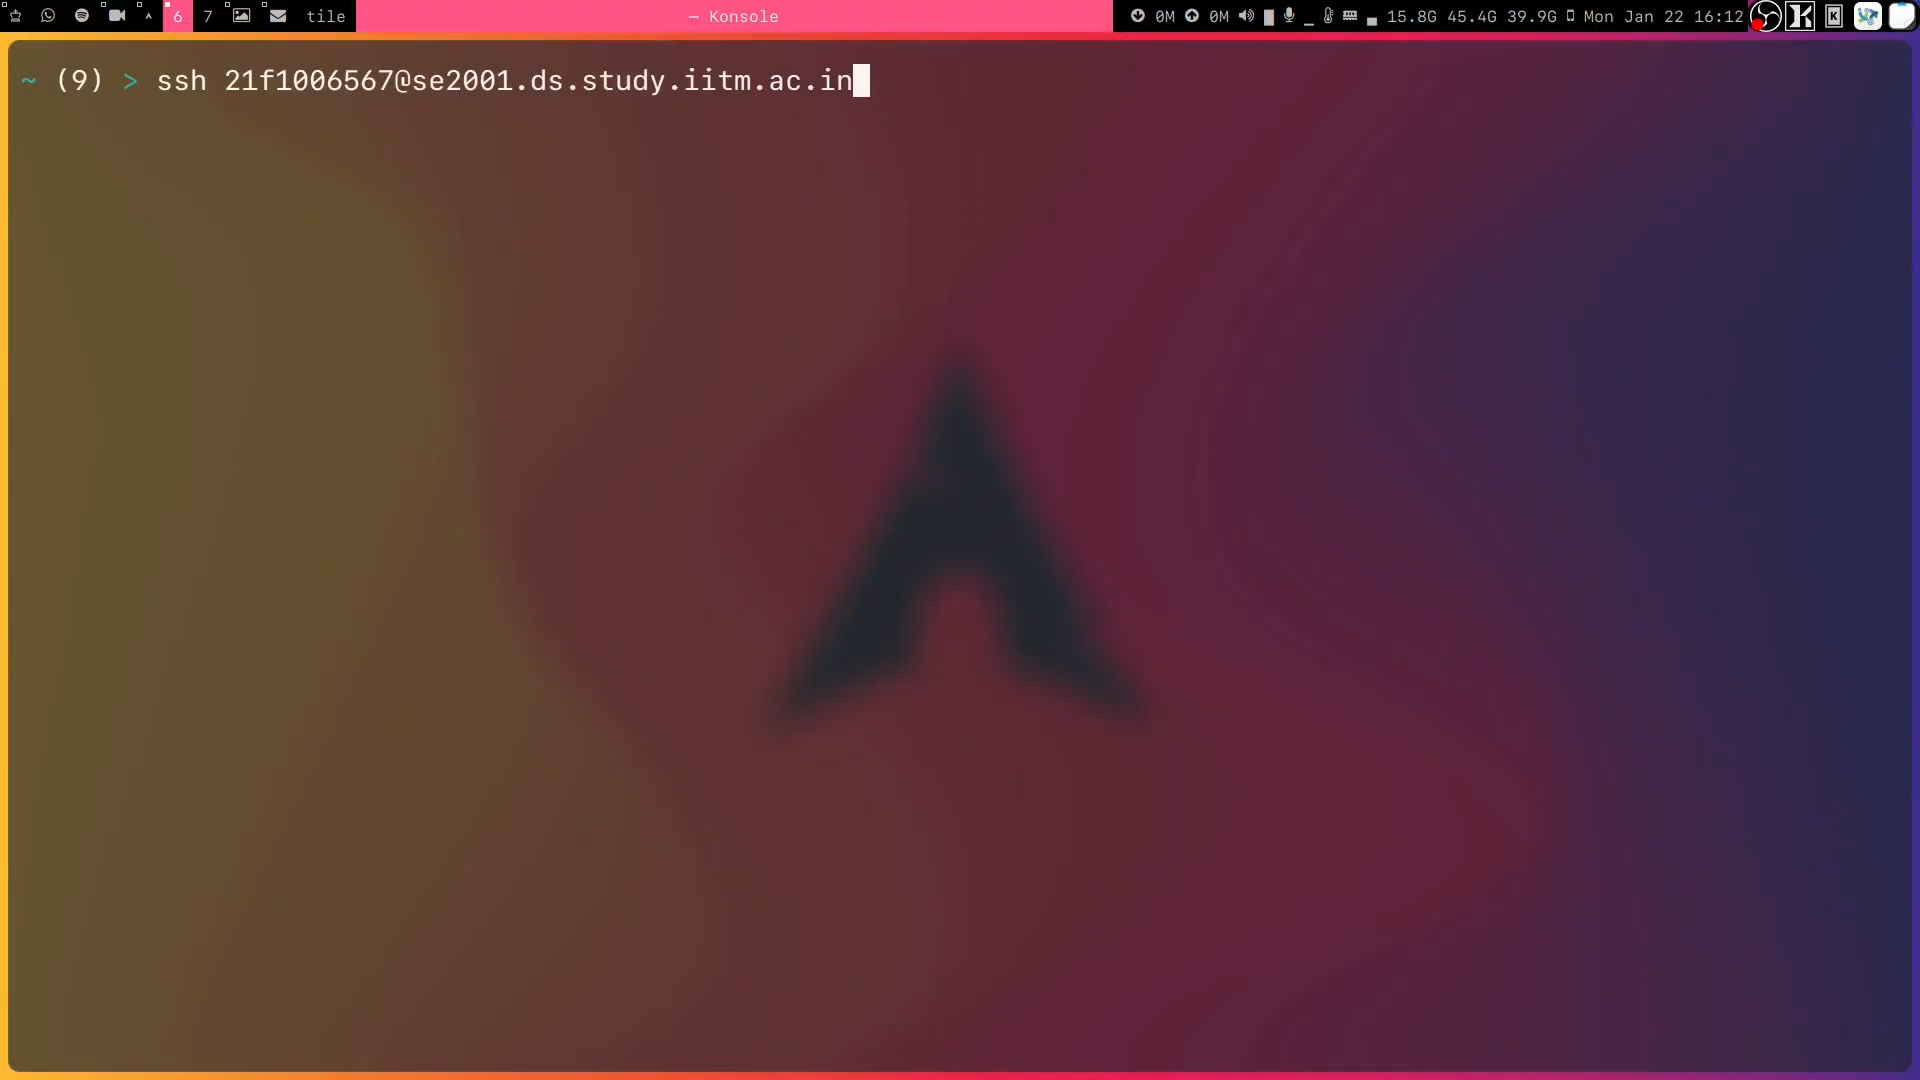 6 7 tile — Konsole 0M 0M 15.8G 45.4G 39.9G Mon Jan 22 16:12
~ (9) > ssh 21f1006567@se2001.ds.study.iitm.ac.in